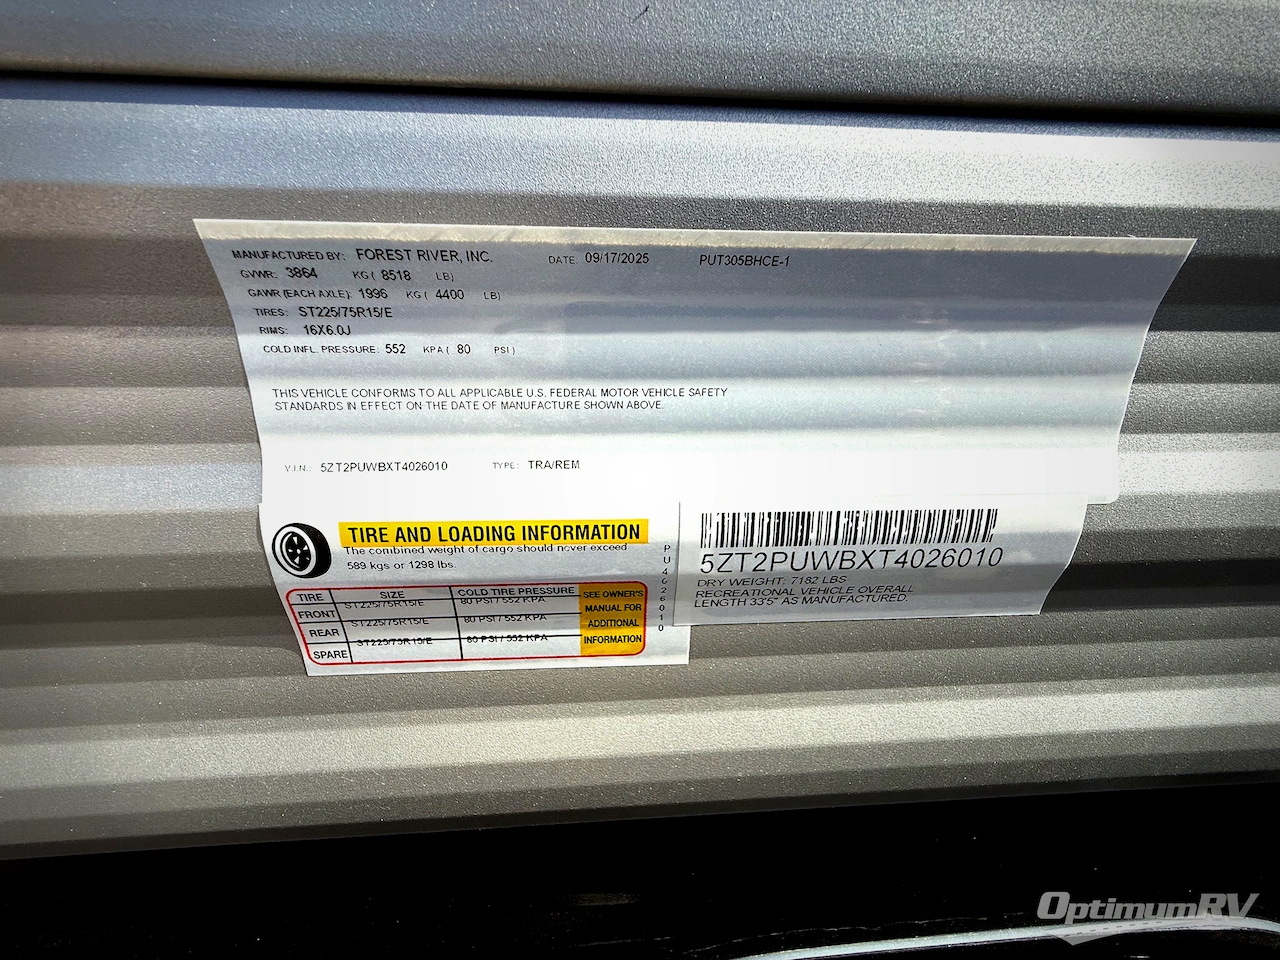 MANUFACTURED BY: FOREST RIVER, INC. DATE: 09/17/2025 PUT305BHCE-1
GVWR: 3864 KG ( 8518 LB)
GAWR (EACH AXLE): 1996 KG ( 4400 LB)
TIRES: ST225/75R15/E
RIMS: 16X6.0J
COLD INFL. PRESSURE: 552 KPA ( 80 PSI )
THIS VEHICLE CONFORMS TO ALL APPLICABLE U.S. FEDERAL MOTOR VEHICLE SAFETY
STANDARDS IN EFFECT ON THE DATE OF MANUFACTURE SHOWN ABOVE.
V.I.N.: 5ZT2PUWBXT4026010 TYPE: TRA/REM
TIRE AND LOADING INFORMATION
The combined weight of cargo should never exceed
589 kgs or 1298 lbs.
TIRE SIZE COLD TIRE PRESSURE
FRONT ST225/75R15/E 80 PSI / 552 KPA
REAR ST225/75R15/E 80 PSI / 552 KPA
SPARE ST225/75R15/E 80 PSI / 552 KPA
SEE OWNER'S
MANUAL FOR
ADDITIONAL
INFORMATION
PU4026010
5ZT2PUWBXT4026010
DRY WEIGHT: 7182 LBS
RECREATIONAL VEHICLE OVERALL
LENGTH 33'5" AS MANUFACTURED.
OptimumRV